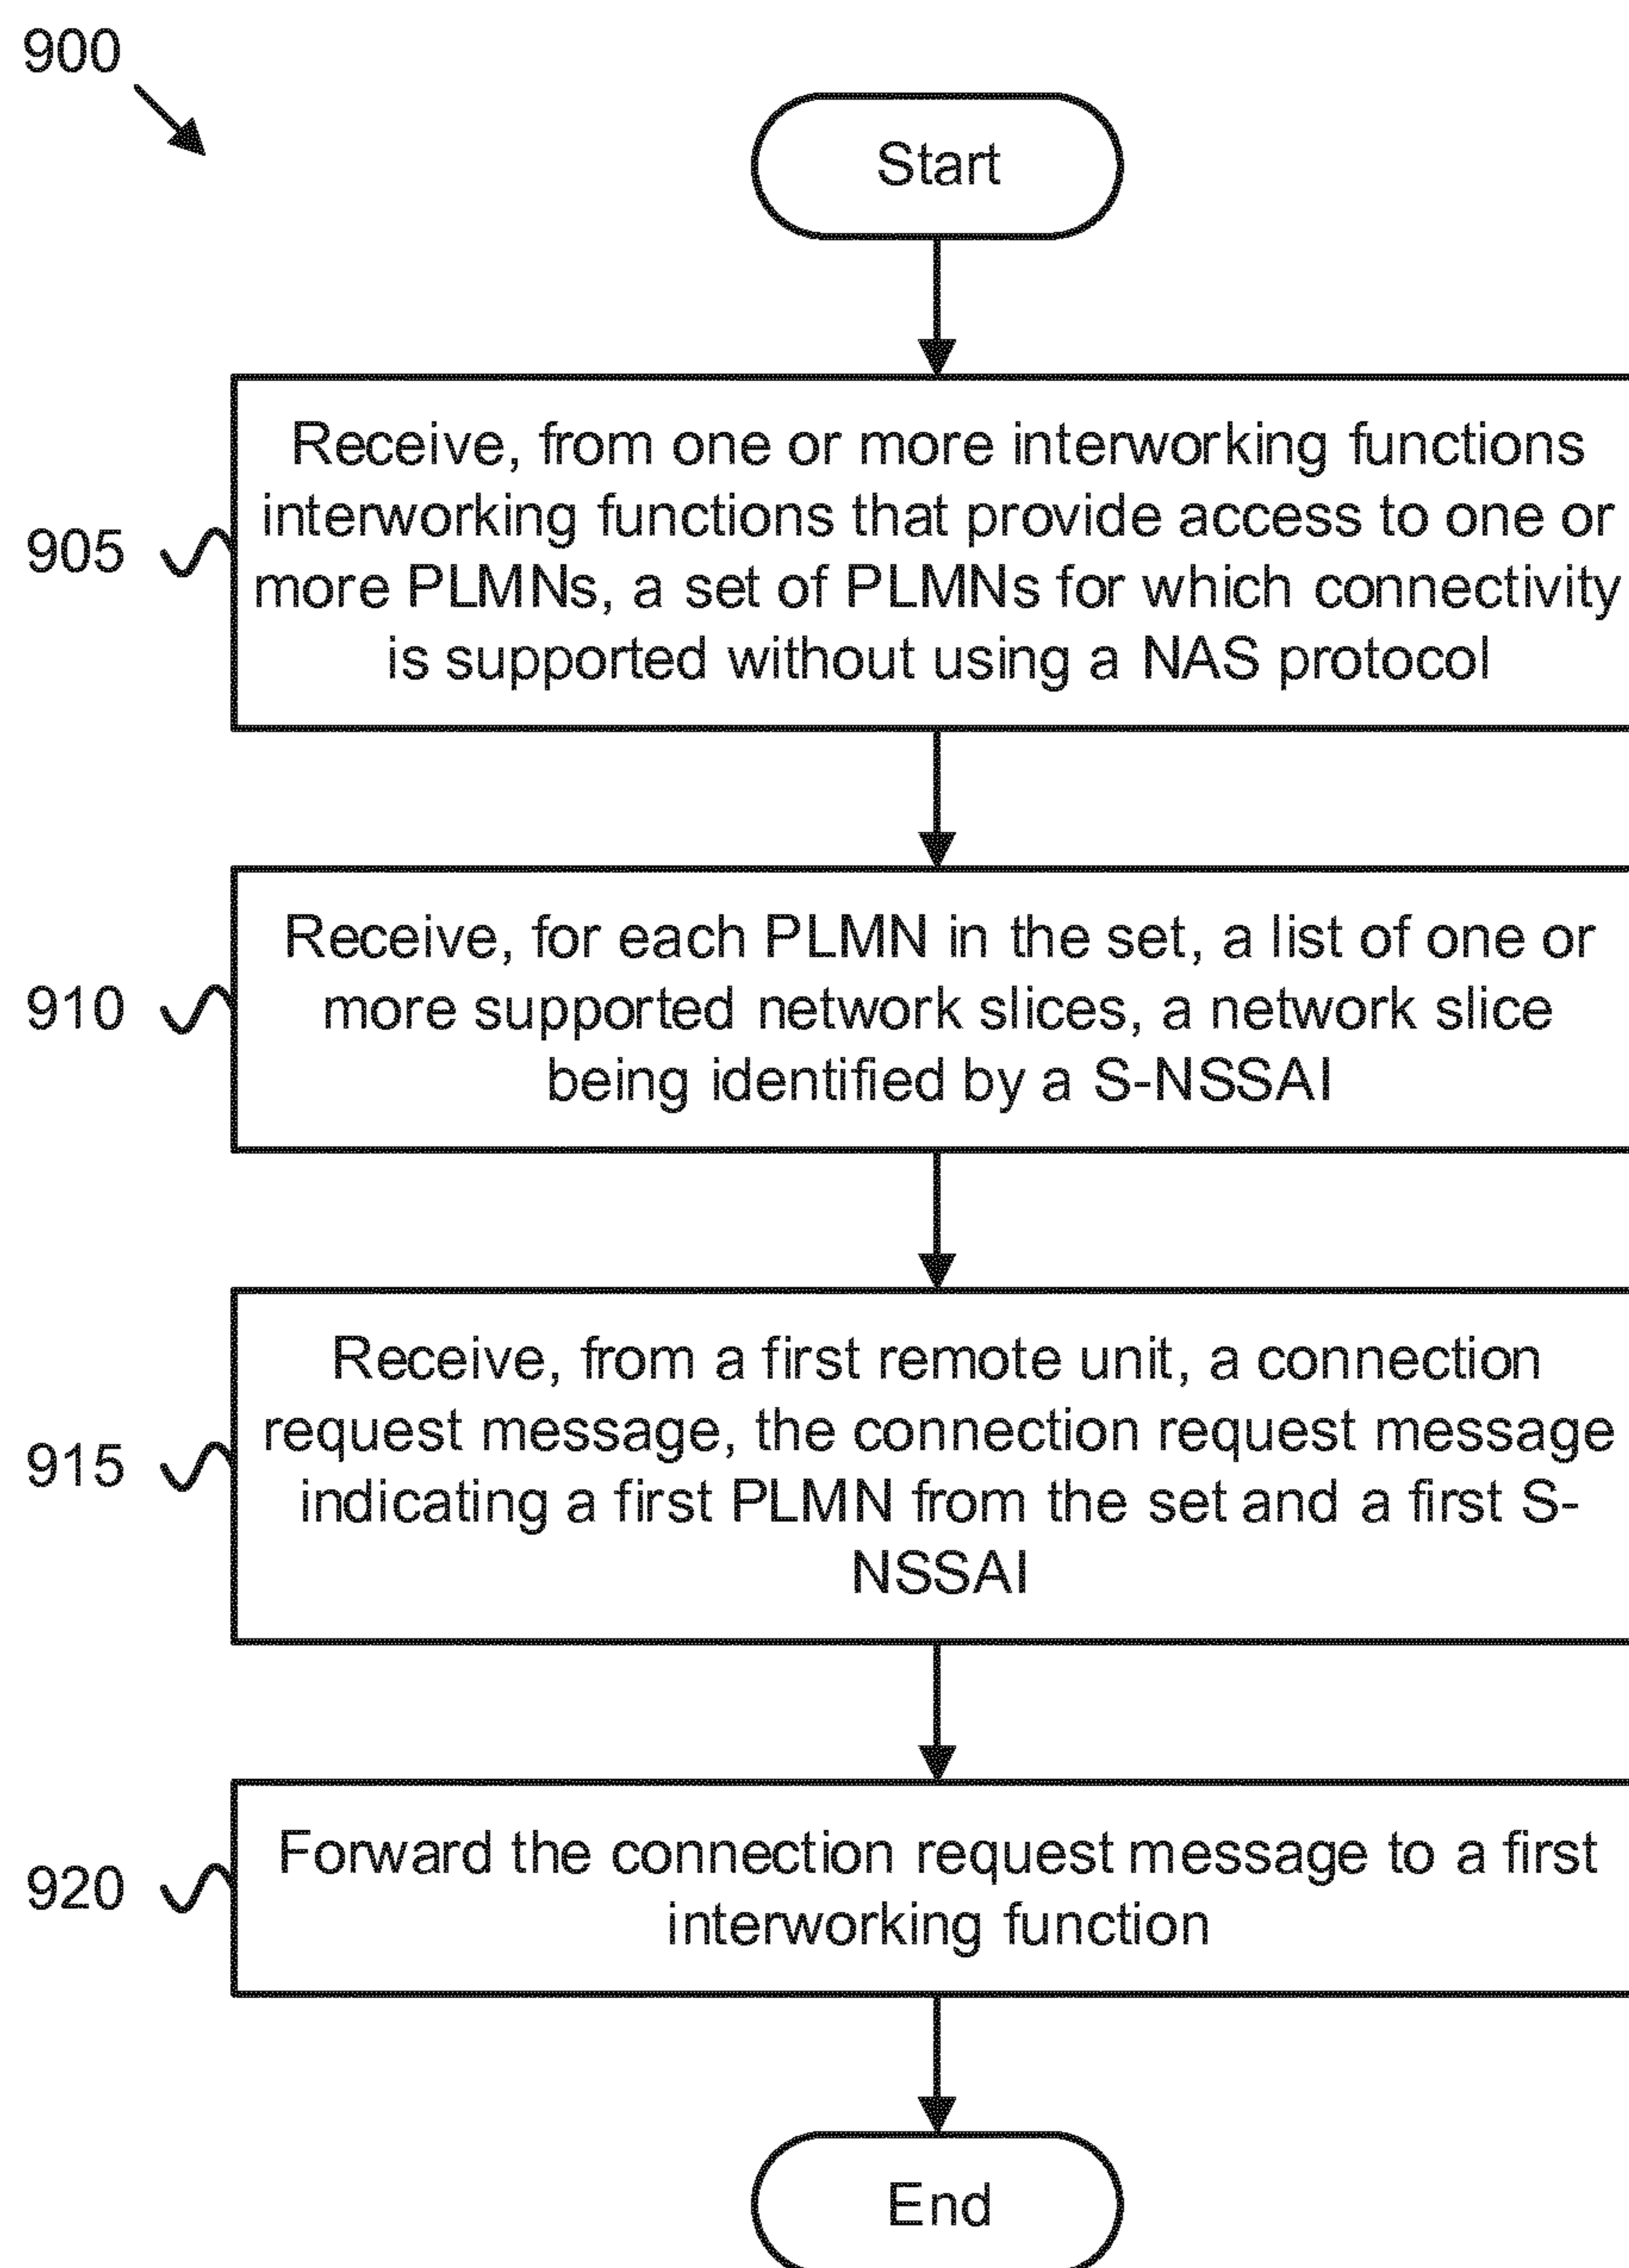 900
Start
905
Receive, from one or more interworking functions
interworking functions that provide access to one or
more PLMNs, a set of PLMNs for which connectivity
is supported without using a NAS protocol
910
Receive, for each PLMN in the set, a list of one or
more supported network slices, a network slice
being identified by a S-NSSAI
915
Receive, from a first remote unit, a connection
request message, the connection request message
indicating a first PLMN from the set and a first S-
NSSAI
920
Forward the connection request message to a first
interworking function
End